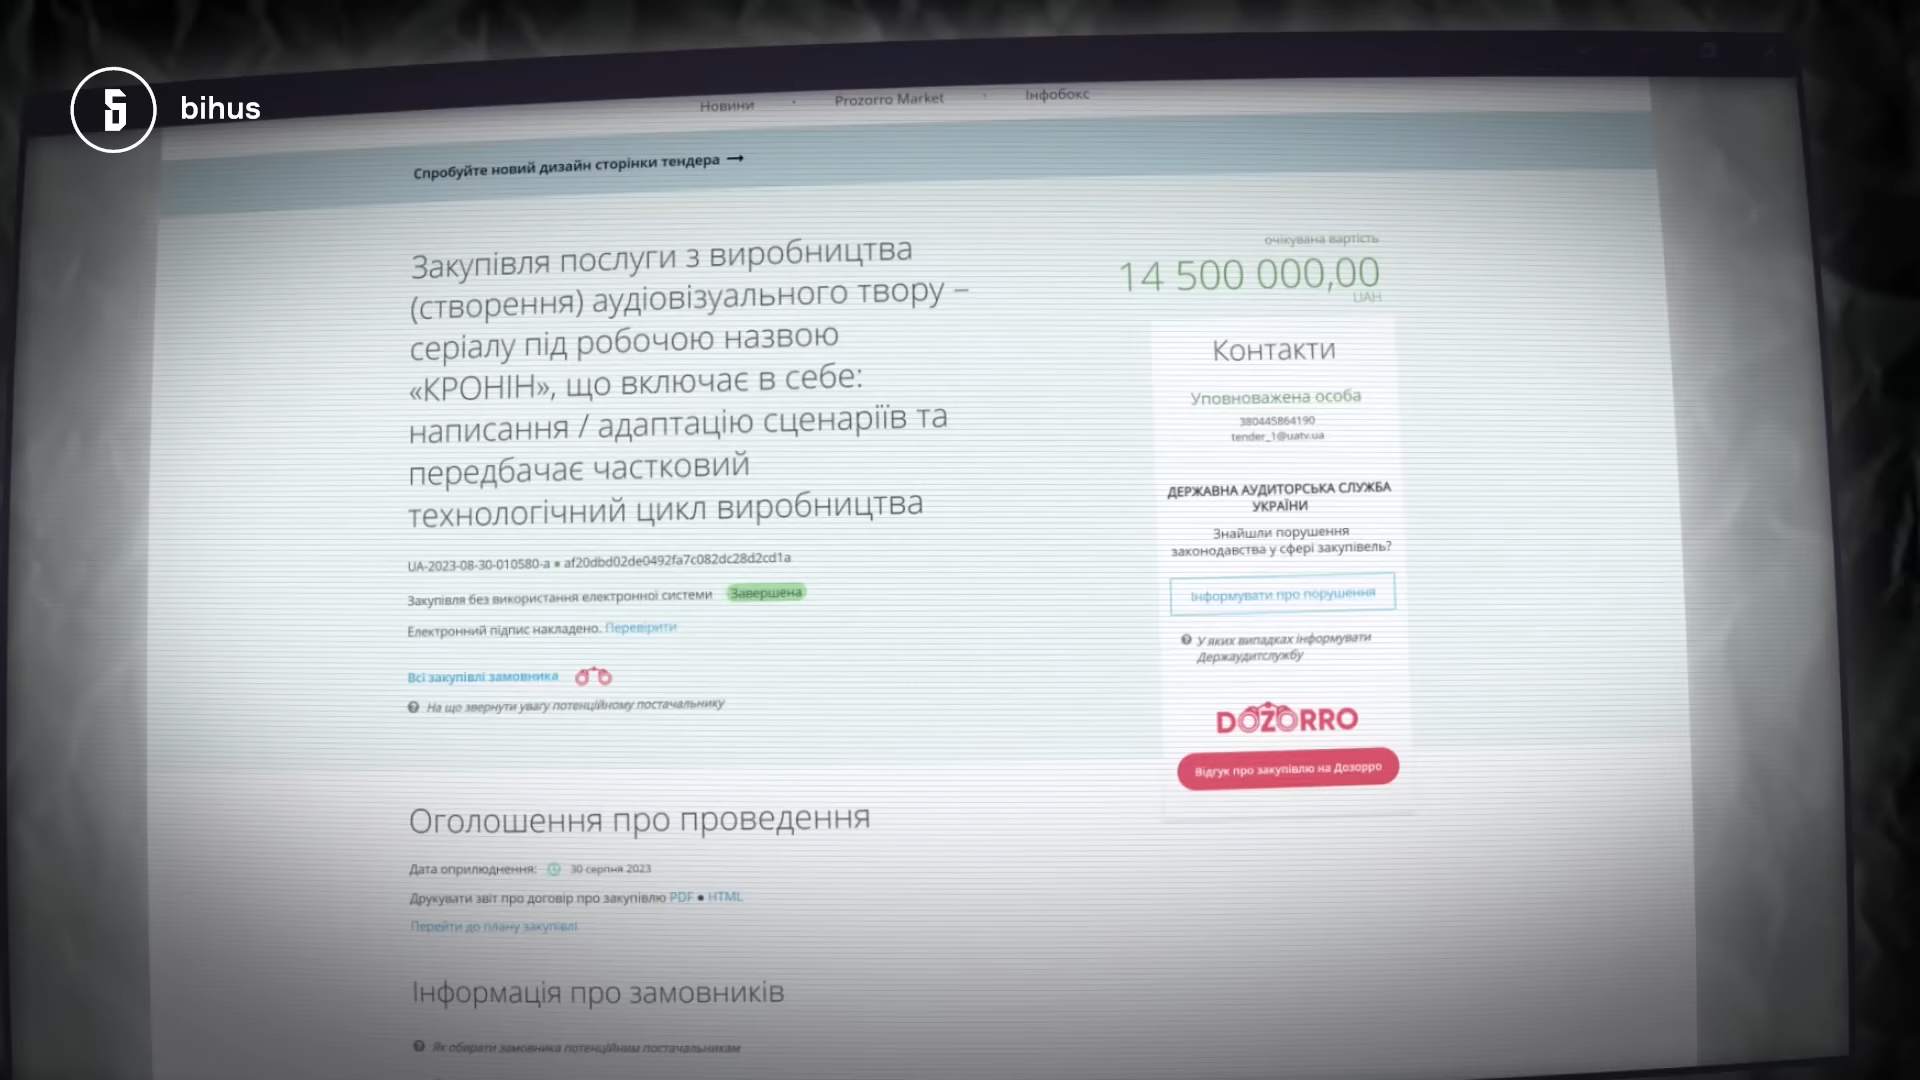 bihus
Новини · Prozorro Market · Інфобокс
Спробуйте новий дизайн сторінки тендера →
Закупівля послуги з виробництва
(створення) аудіовізуального твору –
серіалу під робочою назвою
«КРОНІН», що включає в себе:
написання / адаптацію сценаріїв та
передбачає частковий
технологічний цикл виробництва
UA-2023-08-30-010580-a ● af20dbd02de0492fa7c082dc28d2cd1a
Закупівля без використання електронної системи Завершена
Електронний підпис накладено. Перевірити
Всі закупівлі замовника
На що звернути увагу потенційному постачальнику
очікувана вартість
14 500 000,00
UAH
Контакти
Уповноважена особа
380445864190
tender_1@uatv.ua
ДЕРЖАВНА АУДИТОРСЬКА СЛУЖБА
УКРАЇНИ
Знайшли порушення
законодавства у сфері закупівель?
Інформувати про порушення
У яких випадках інформувати
Держаудитслужбу
DOZORRO
Відгук про закупівлю на Дозорро
Оголошення про проведення
Дата оприлюднення: 30 серпня 2023
Друкувати звіт про договір про закупівлю PDF ● HTML
Перейти до плану закупівлі
Інформація про замовників
Як обирати замовника потенційним постачальникам